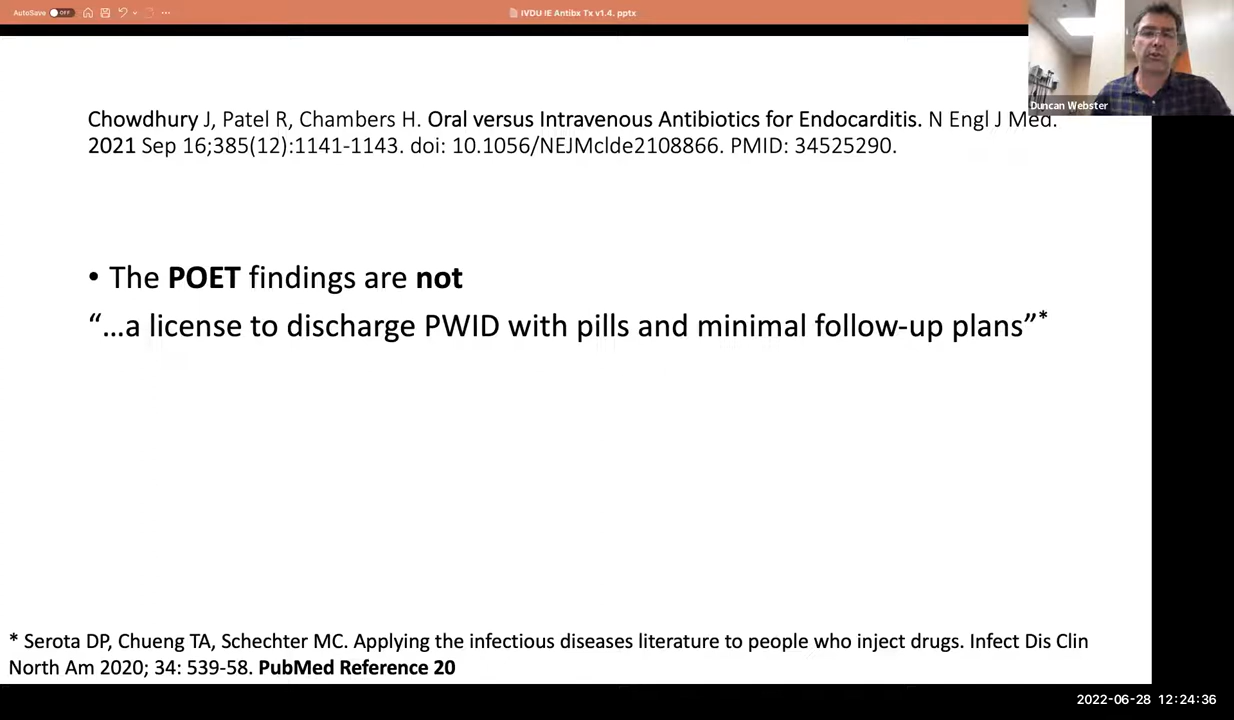 AutoSave OFF
IVDU IE Antibx Tx v1.4. pptx
Duncan Webster
Chowdhury J, Patel R, Chambers H. Oral versus Intravenous Antibiotics for Endocarditis. N Engl J Med.
2021 Sep 16;385(12):1141-1143. doi: 10.1056/NEJMclde2108866. PMID: 34525290.
• The POET findings are not
“…a license to discharge PWID with pills and minimal follow-up plans”*
* Serota DP, Chueng TA, Schechter MC. Applying the infectious diseases literature to people who inject drugs. Infect Dis Clin
North Am 2020; 34: 539-58. PubMed Reference 20
2022-06-28 12:24:36